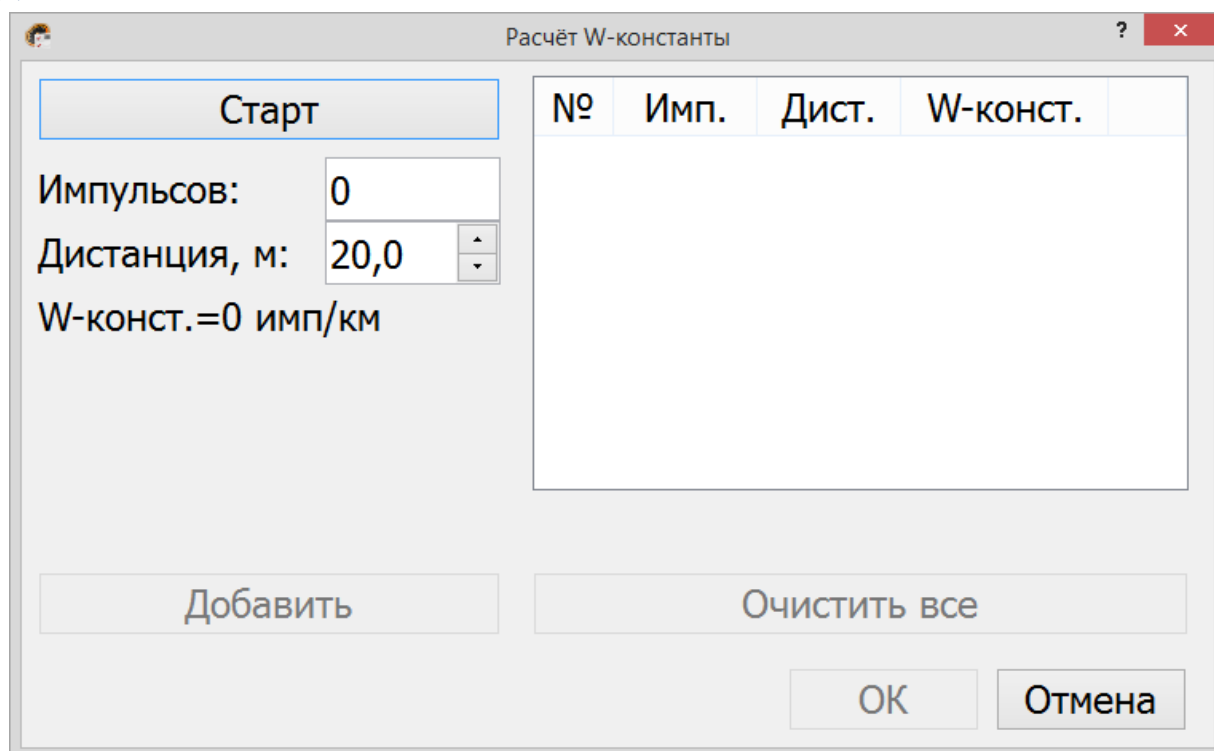 Расчёт W-константы
?
×
Старт
Импульсов: 0
Дистанция, м: 20,0
W-конст.=0 имп/км
№ Имп. Дист. W-конст.
Добавить
Очистить все
ОК
Отмена